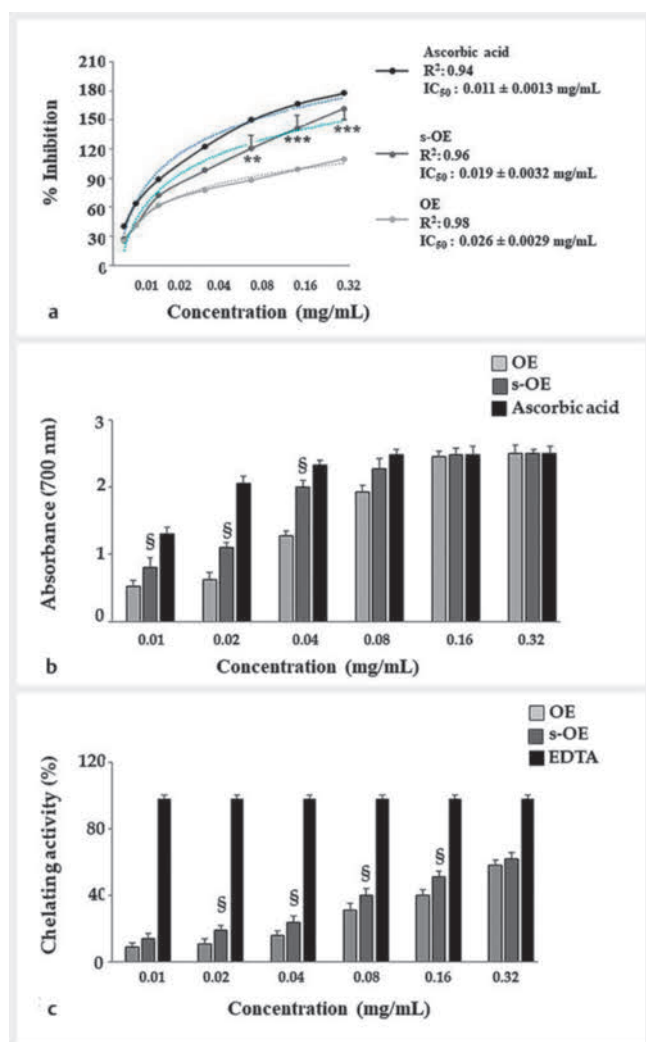 210
180
150
120
90
60
30
6
% Inhibition
**
***
***
0.01 0.02 0.04 0.08 0.16 0.32
Concentration (mg/mL)
a
Ascorbic acid
R²: 0.94
IC50 : 0.011 ± 0.0013 mg/mL
s-OE
R²: 0.96
IC50 : 0.019 ± 0.0032 mg/mL
OE
R²: 0.98
IC50 : 0.026 ± 0.0029 mg/mL
OE
s-OE
Ascorbic acid
3
2
1
0
Absorbance (700 nm)
§ § §
0.01 0.02 0.04 0.08 0.16 0.32
Concentration (mg/mL)
b
OE
s-OE
EDTA
120
80
40
0
Chelating activity (%)
§ § § §
0.01 0.02 0.04 0.08 0.16 0.32
Concentration (mg/mL)
c